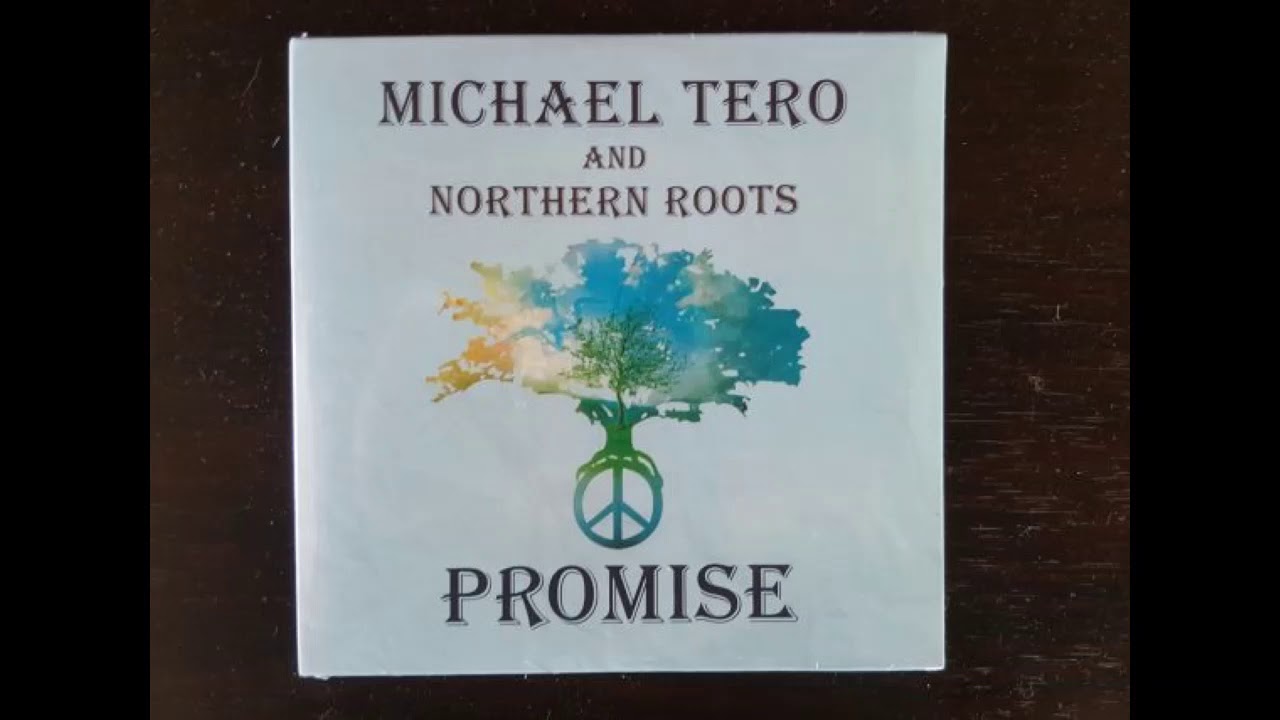 MICHAEL TERO
AND
NORTHERN ROOTS
PROMISE